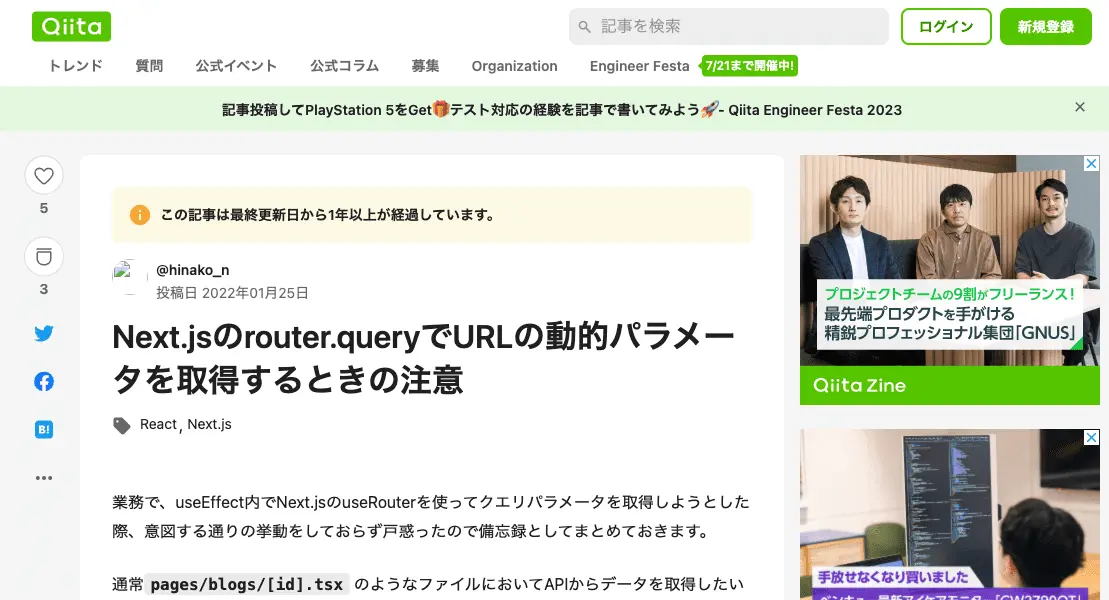 Qiita
記事を検索
ログイン
新規登録
トレンド 質問 公式イベント 公式コラム 募集 Organization Engineer Festa 7/21まで開催中!
記事投稿してPlayStation 5をGet🎁テスト対応の経験を記事で書いてみよう🚀- Qiita Engineer Festa 2023
5
3
B!
この記事は最終更新日から1年以上が経過しています。
@hinako_n
投稿日 2022年01月25日
Next.jsのrouter.queryでURLの動的パラメー
タを取得するときの注意
React, Next.js
業務で、useEffect内でNext.jsのuseRouterを使ってクエリパラメータを取得しようとした
際、意図する通りの挙動をしておらず戸惑ったので備忘録としてまとめておきます。
通常 pages/blogs/[id].tsx のようなファイルにおいてAPIからデータを取得したい
プロジェクトチームの9割がフリーランス!
最先端プロダクトを手がける
精鋭プロフェッショナル集団「GNUS」
Qiita Zine
手放せなくなり買いました